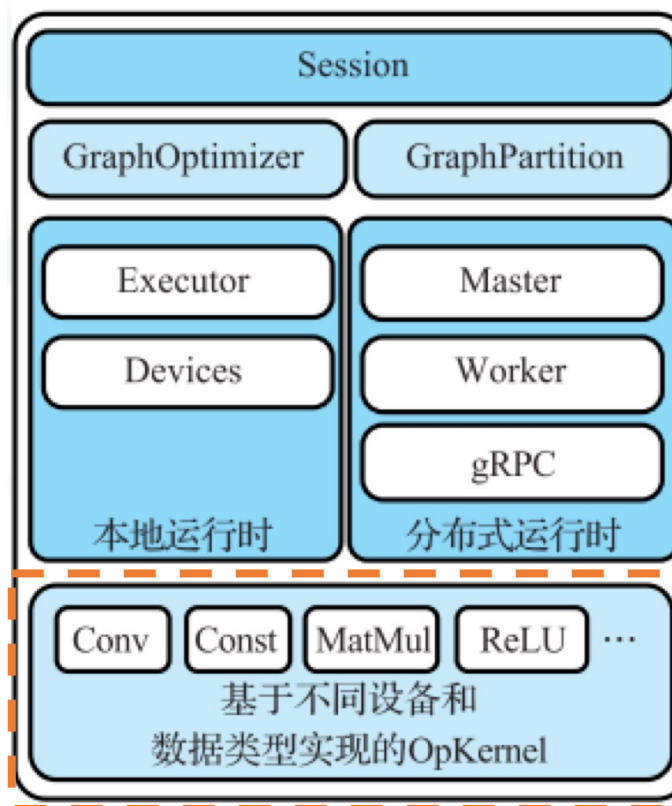 Session
GraphOptimizer
GraphPartition
Executor
Devices
本地运行时
Master
Worker
gRPC
分布式运行时
Conv
Const
MatMul
ReLU
…
基于不同设备和
数据类型实现的OpKernel